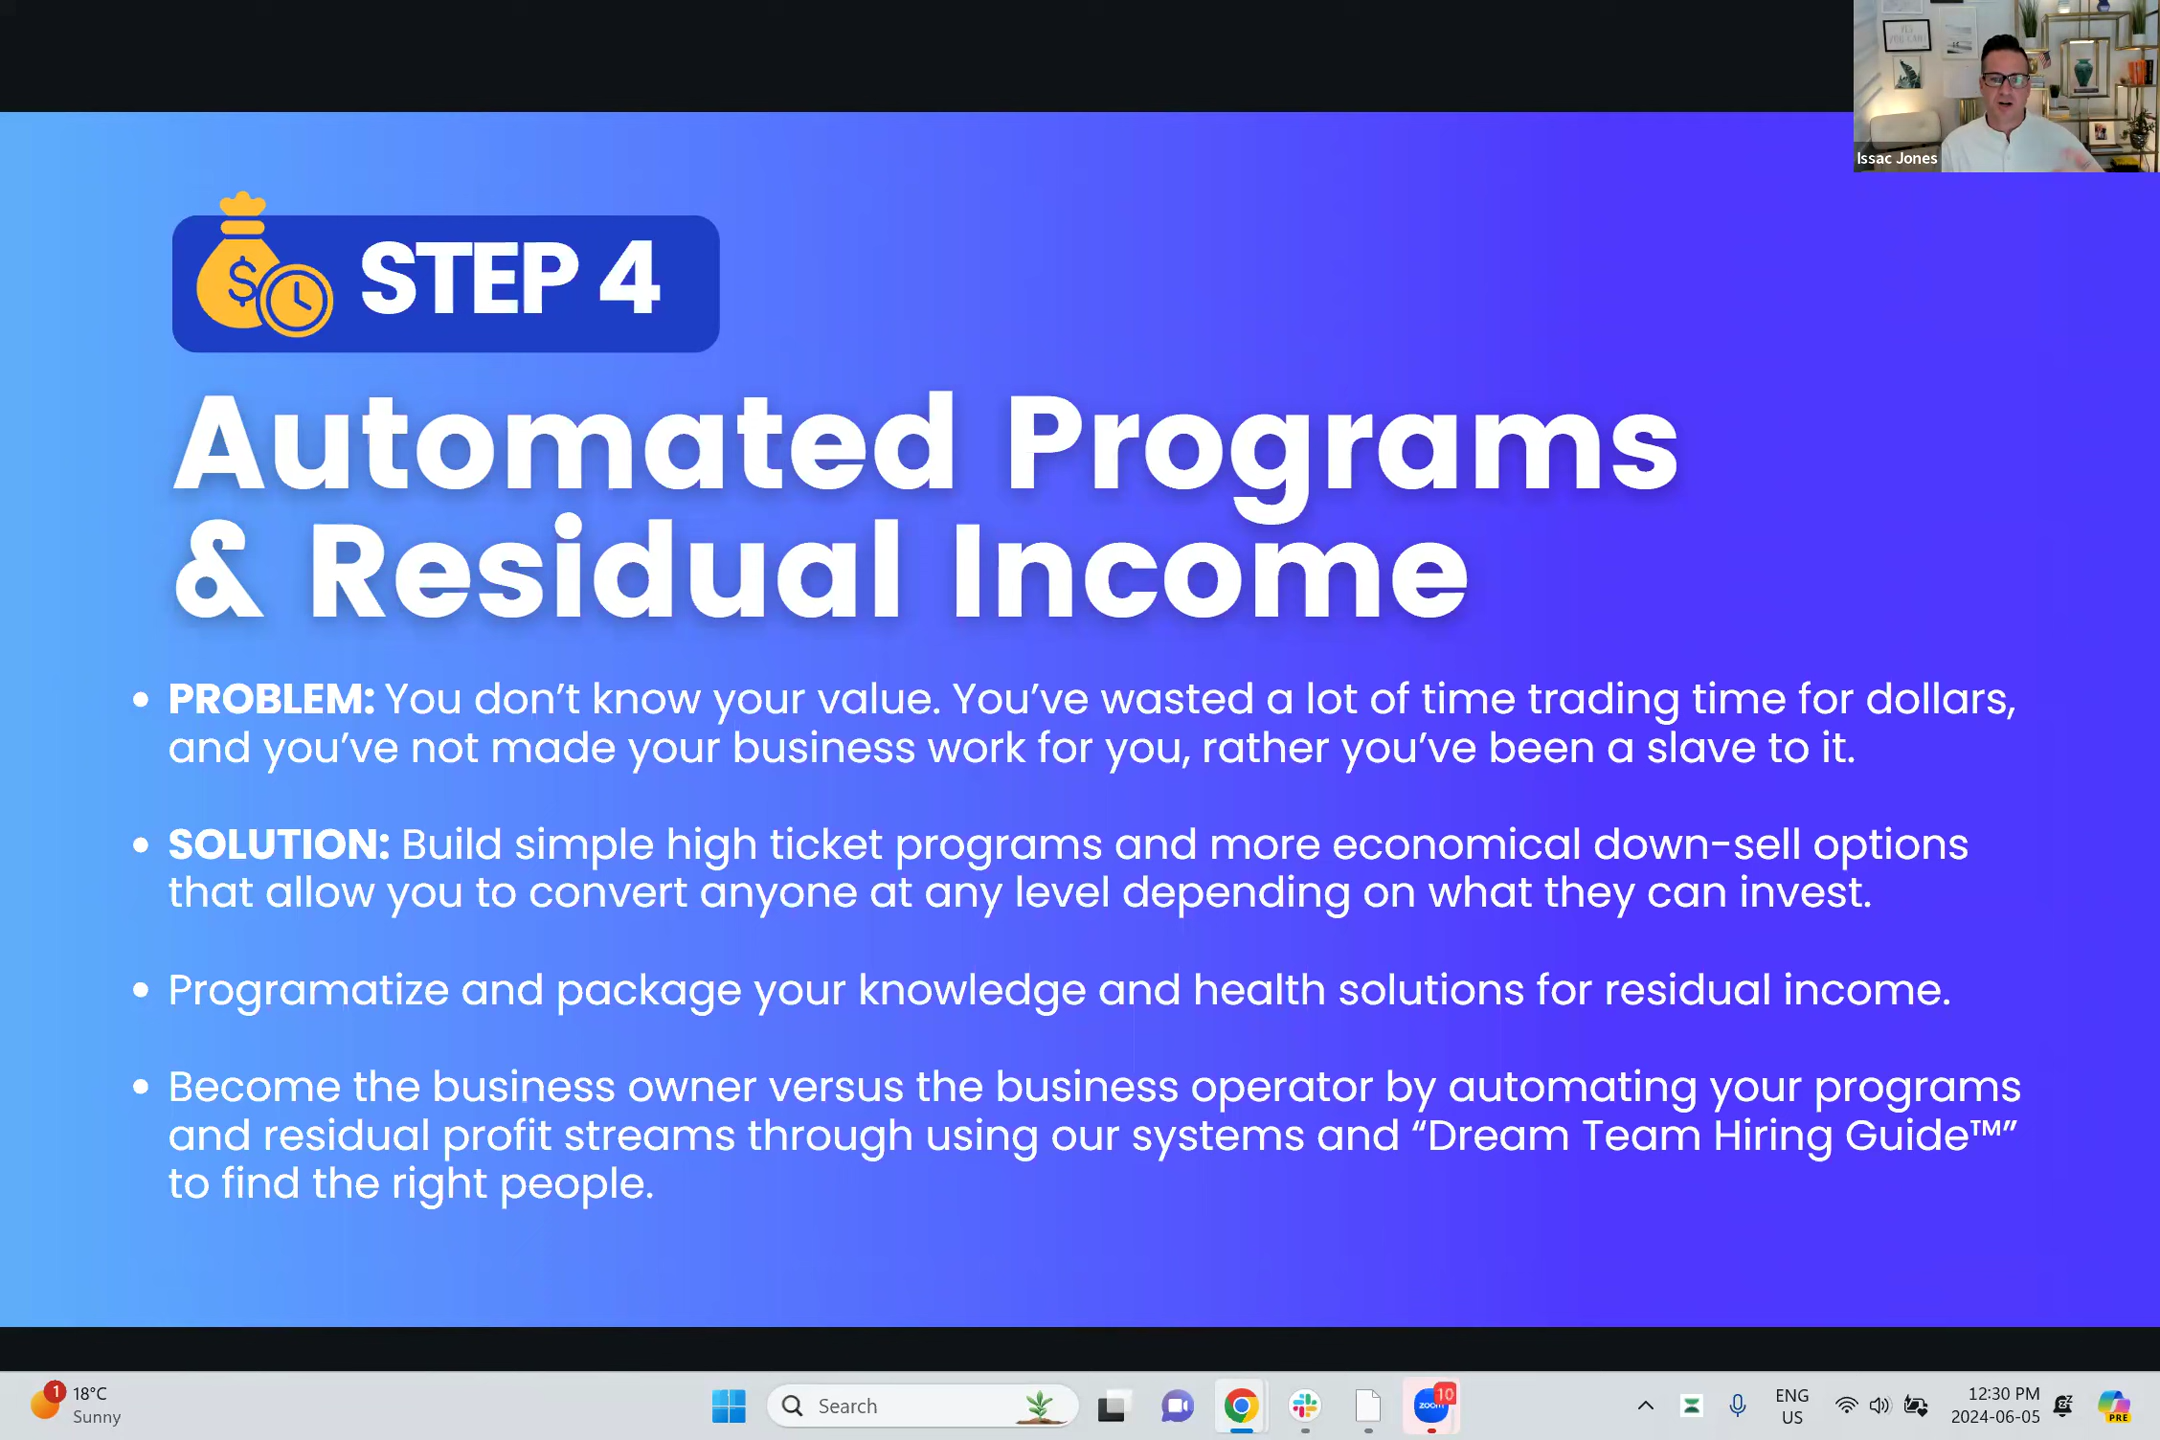 Issac Jones
STEP 4
Automated Programs
& Residual Income
• PROBLEM: You don’t know your value. You’ve wasted a lot of time trading time for dollars,
and you’ve not made your business work for you, rather you’ve been a slave to it.
• SOLUTION: Build simple high ticket programs and more economical down-sell options
that allow you to convert anyone at any level depending on what they can invest.
• Programatize and package your knowledge and health solutions for residual income.
• Become the business owner versus the business operator by automating your programs
and residual profit streams through using our systems and “Dream Team Hiring Guide™”
to find the right people.
1
18°C
Sunny
Search
zoom
10
ENG
US
12:30 PM
2024-06-05
PRE